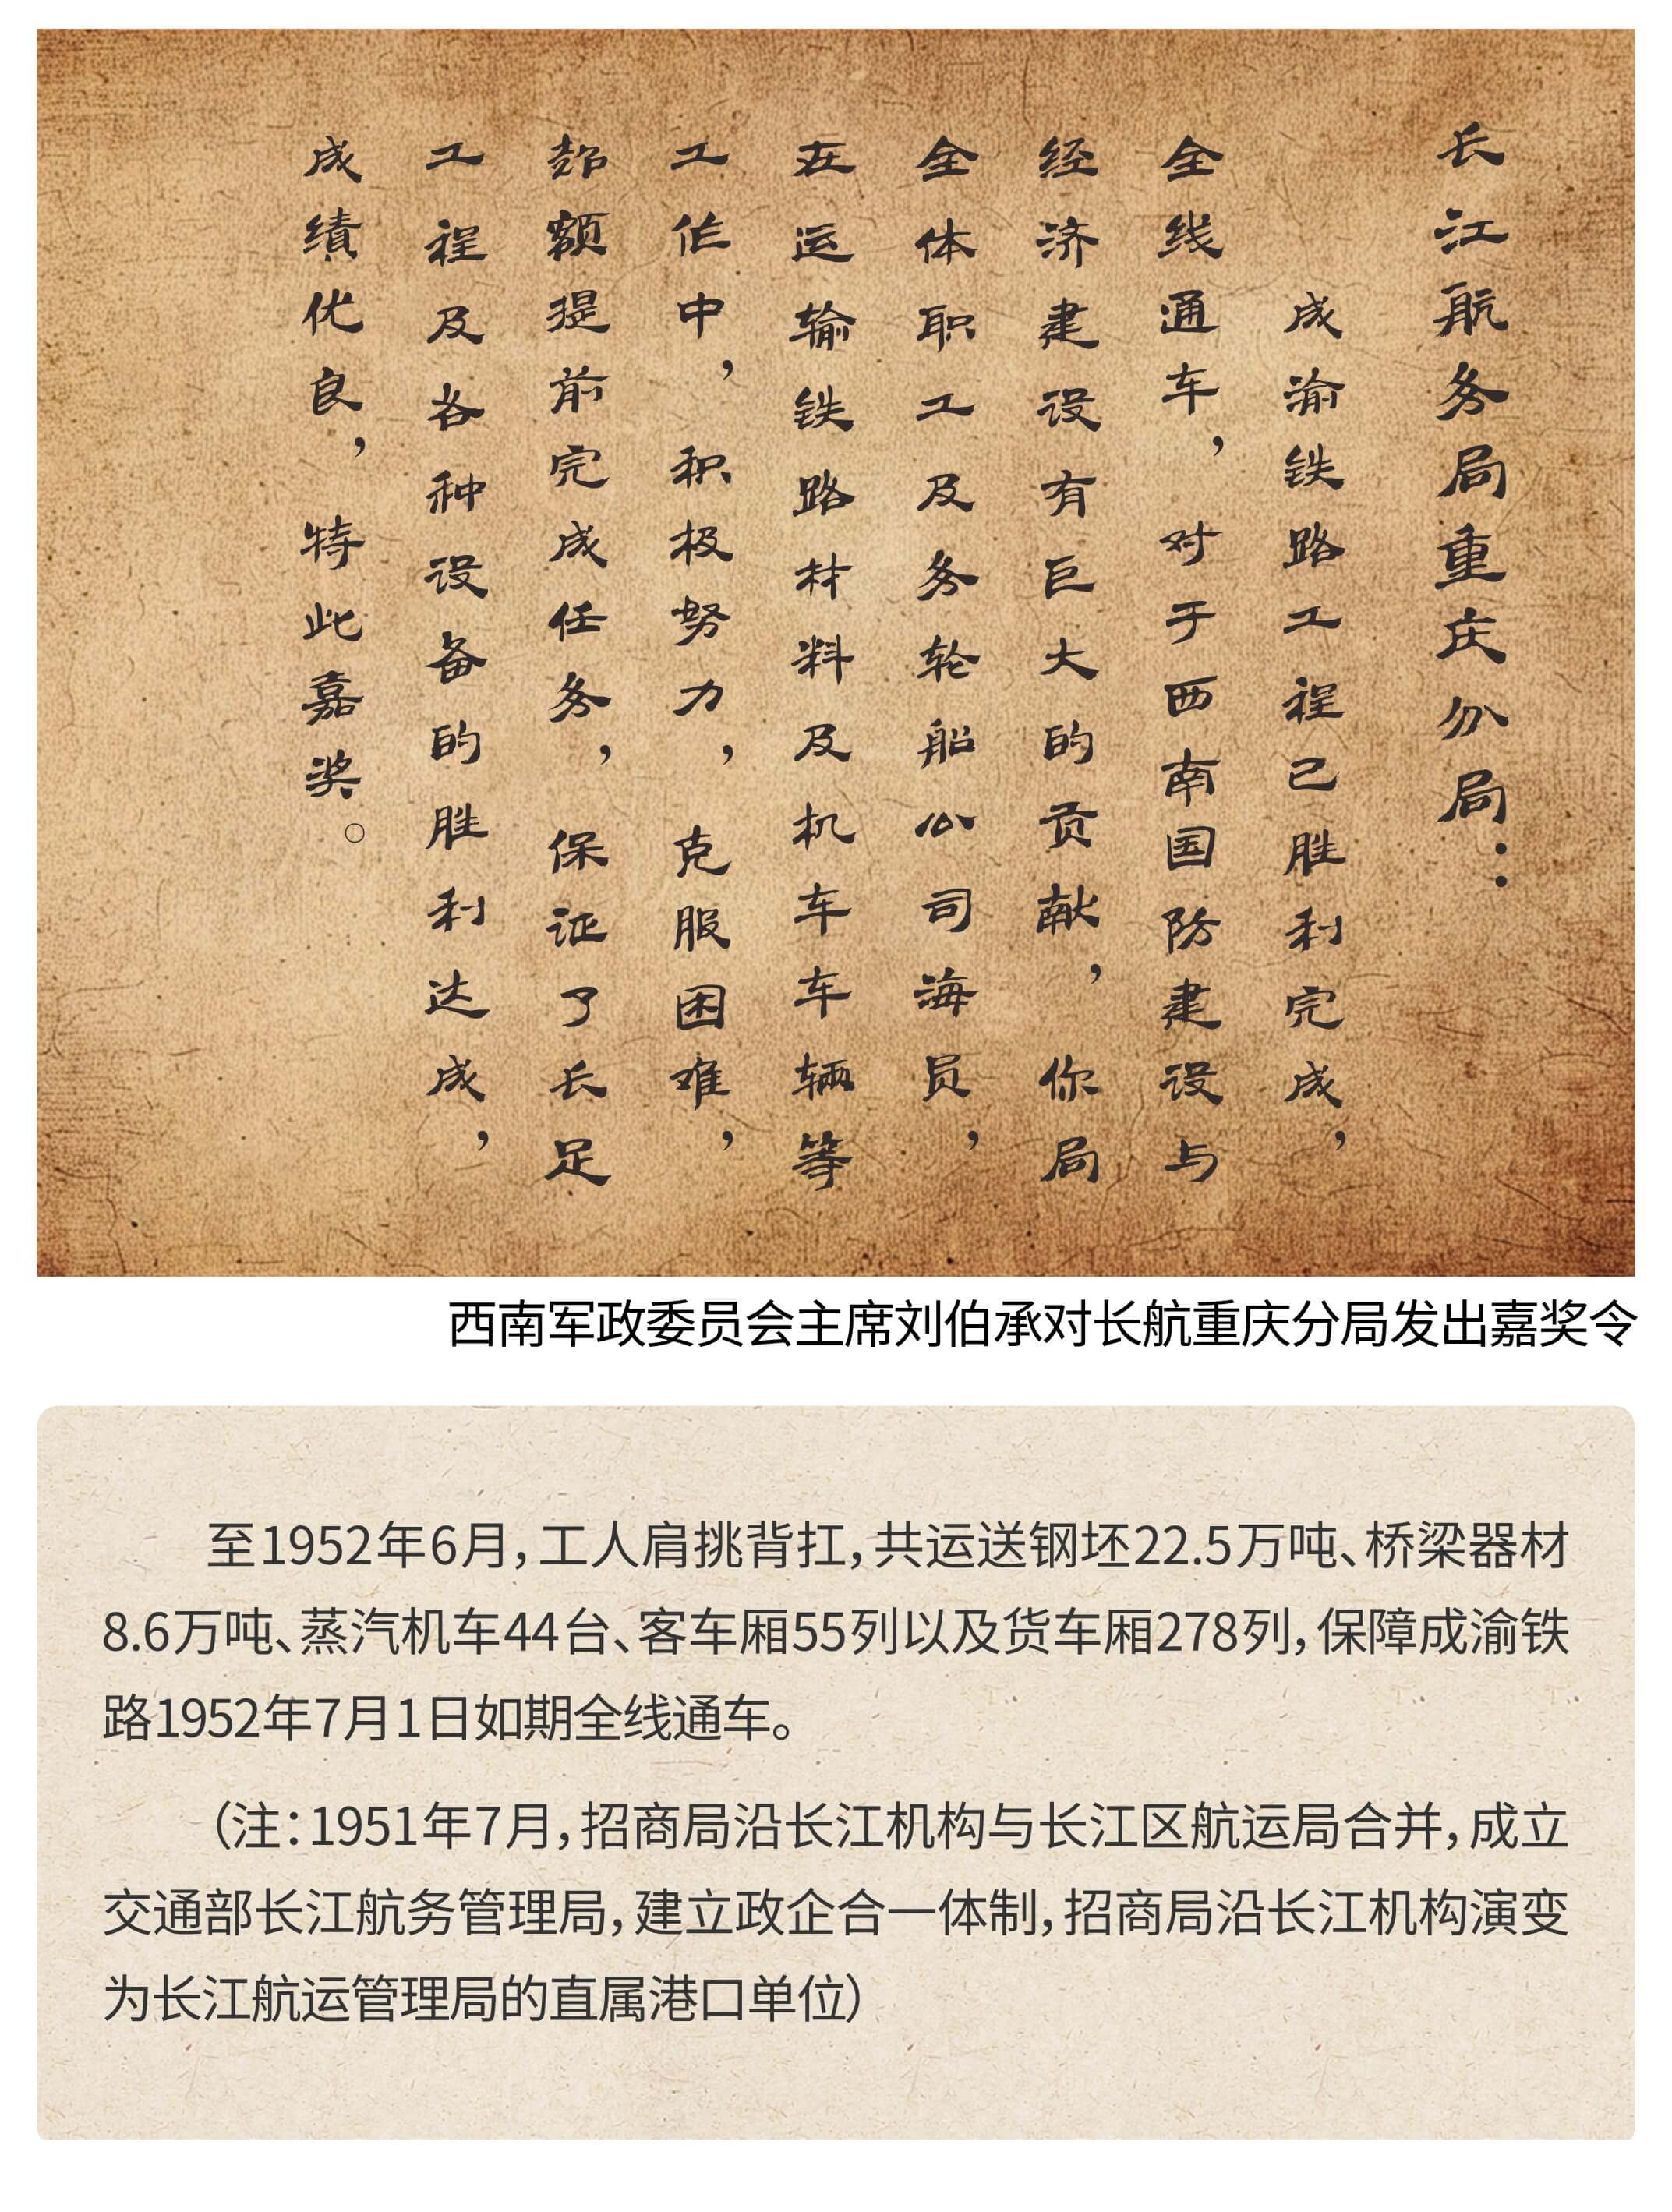 长江航务局重庆分局：
成渝铁路工程已胜利完成，
全线通车，对于西南国防建设与
经济建设有巨大的贡献，你局
全体职工及务轮船公司海员，
在运输铁路材料及机车车辆等
工作中，积极努力，克服困难，
超额提前完成任务，保证了长足
工程及各种设备的胜利达成，
成绩优良，特此嘉奖。
西南军政委员会主席刘伯承对长航重庆分局发出嘉奖令
至1952年6月，工人肩挑背扛，共运送钢坯22.5万吨、桥梁器材
8.6万吨、蒸汽机车44台、客车厢55列以及货车厢278列，保障成渝铁
路1952年7月1日如期全线通车。
（注：1951年7月，招商局沿长江机构与长江区航运局合并，成立
交通部长江航务管理局，建立政企合一体制，招商局沿长江机构演变
为长江航运管理局的直属港口单位）